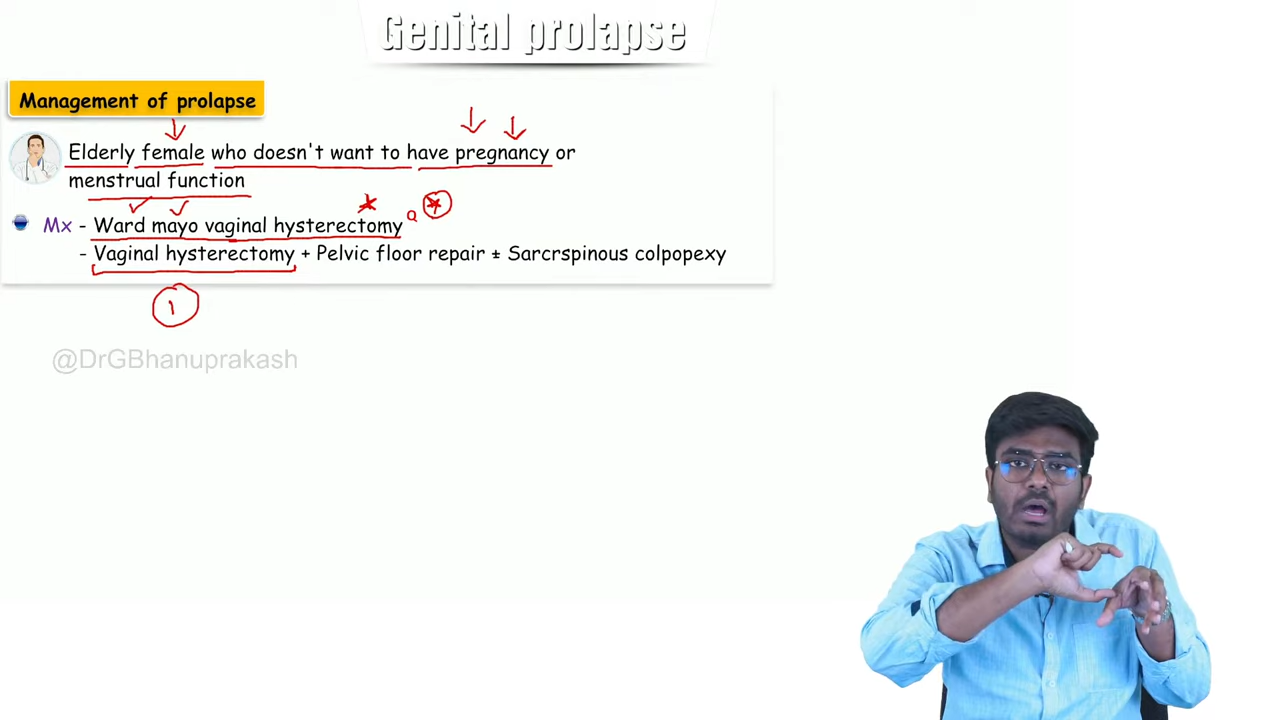 Genital prolapse
Management of prolapse
Elderly female who doesn't want to have pregnancy or
menstrual function
Mx - Ward mayo vaginal hysterectomy
- Vaginal hysterectomy + Pelvic floor repair ± Sarcrspinous colpopexy
1
@DrGBhanuprakash